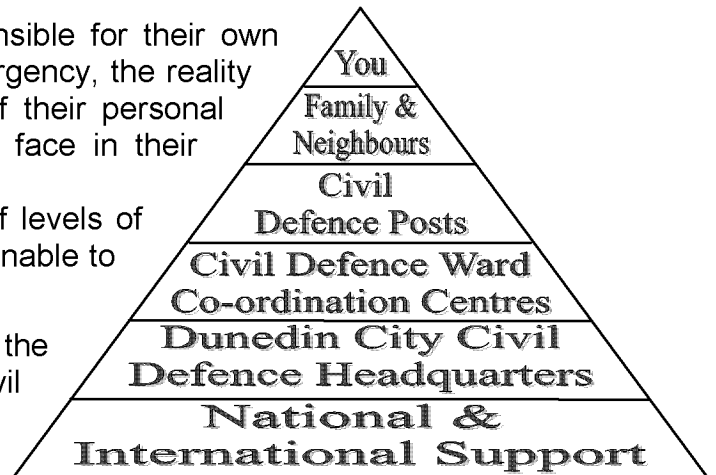 nsible for their own
rgency, the reality
f their personal
face in their
f levels of
nable to
the
vil
You
Family &
Neighbours
Civil
Defence Posts
Civil Defence Ward
Co-ordination Centres
Dunedin City Civil
Defence Headquarters
National &
International Support